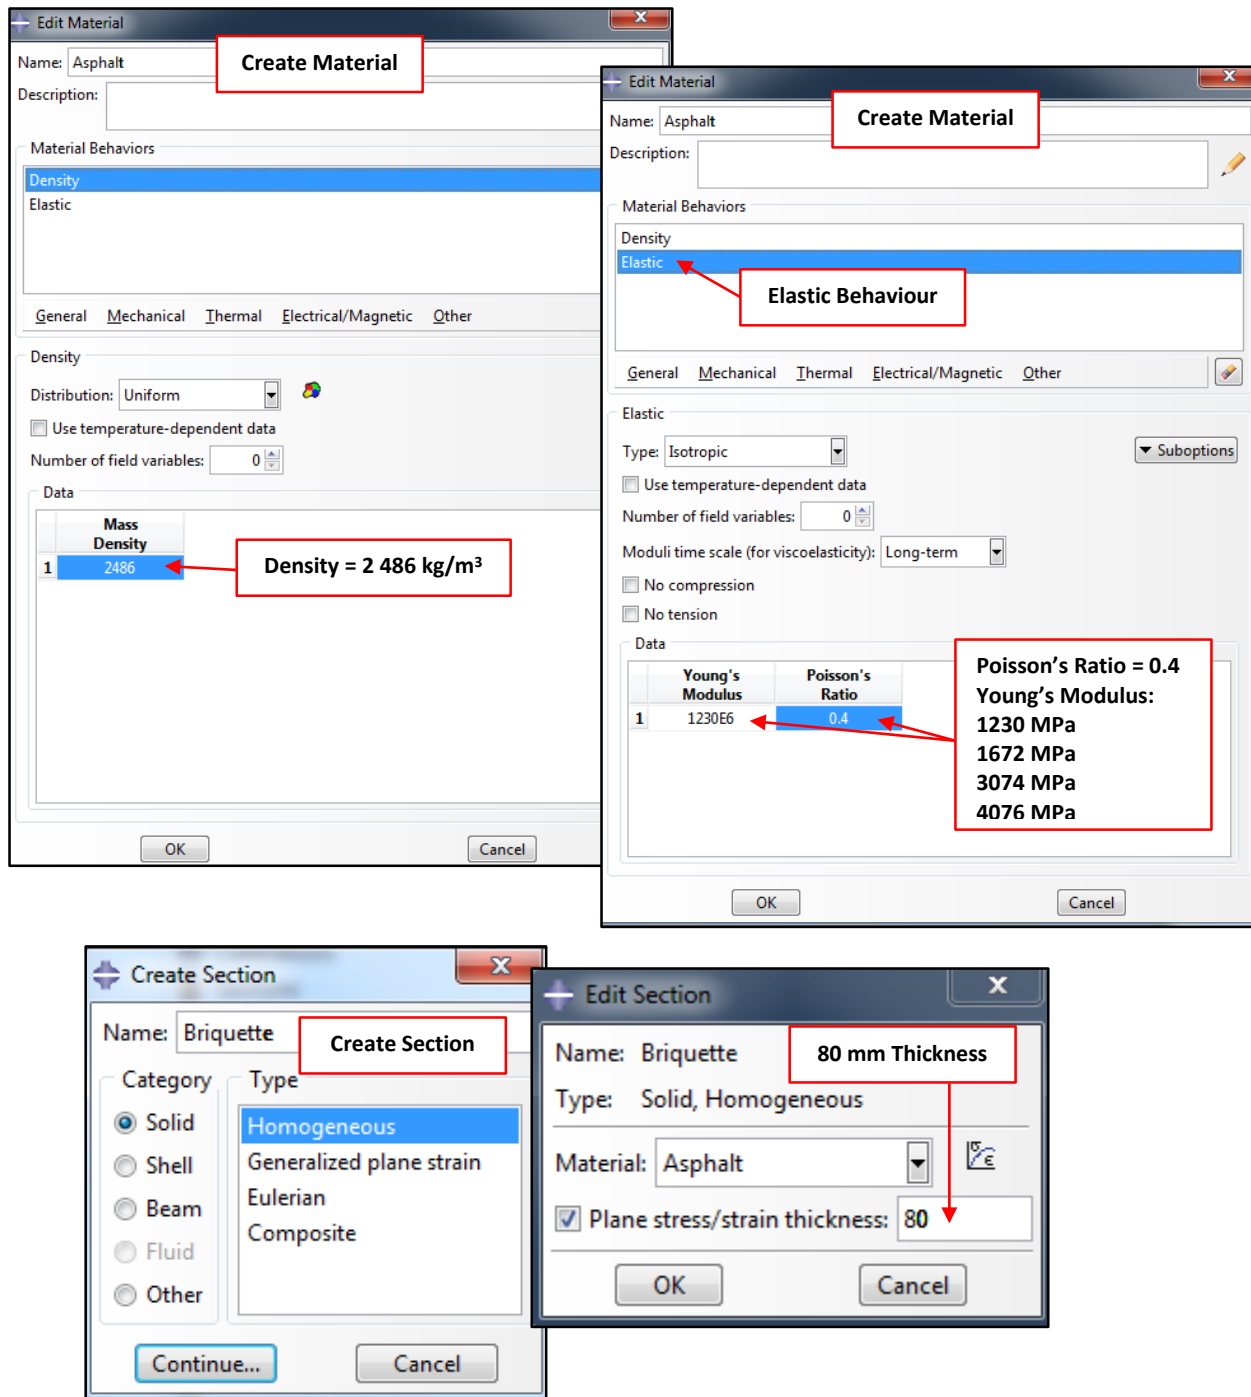 Edit Material
Create Material
Name: Asphalt
Description:
Material Behaviors
Density
Elastic
General Mechanical Thermal Electrical/Magnetic Other
Density
Distribution: Uniform
Use temperature-dependent data
Number of field variables: 0
Data
Mass
Density
1 2486
Density = 2 486 kg/m³
OK Cancel
Edit Material
Create Material
Name: Asphalt
Description:
Material Behaviors
Density
Elastic
Elastic Behaviour
General Mechanical Thermal Electrical/Magnetic Other
Elastic
Type: Isotropic
Suboptions
Use temperature-dependent data
Number of field variables: 0
Moduli time scale (for viscoelasticity): Long-term
No compression
No tension
Data
Young's Poisson's
Modulus Ratio
1 1230E6 0.4
Poisson’s Ratio = 0.4
Young’s Modulus:
1230 MPa
1672 MPa
3074 MPa
4076 MPa
OK Cancel
Create Section
Name: Briquette
Create Section
Category Type
Solid Homogeneous
Shell Generalized plane strain
Beam Eulerian
Fluid Composite
Other
Continue... Cancel
Edit Section
Name: Briquette
80 mm Thickness
Type: Solid, Homogeneous
Material: Asphalt
σ ε
Plane stress/strain thickness: 80
OK Cancel